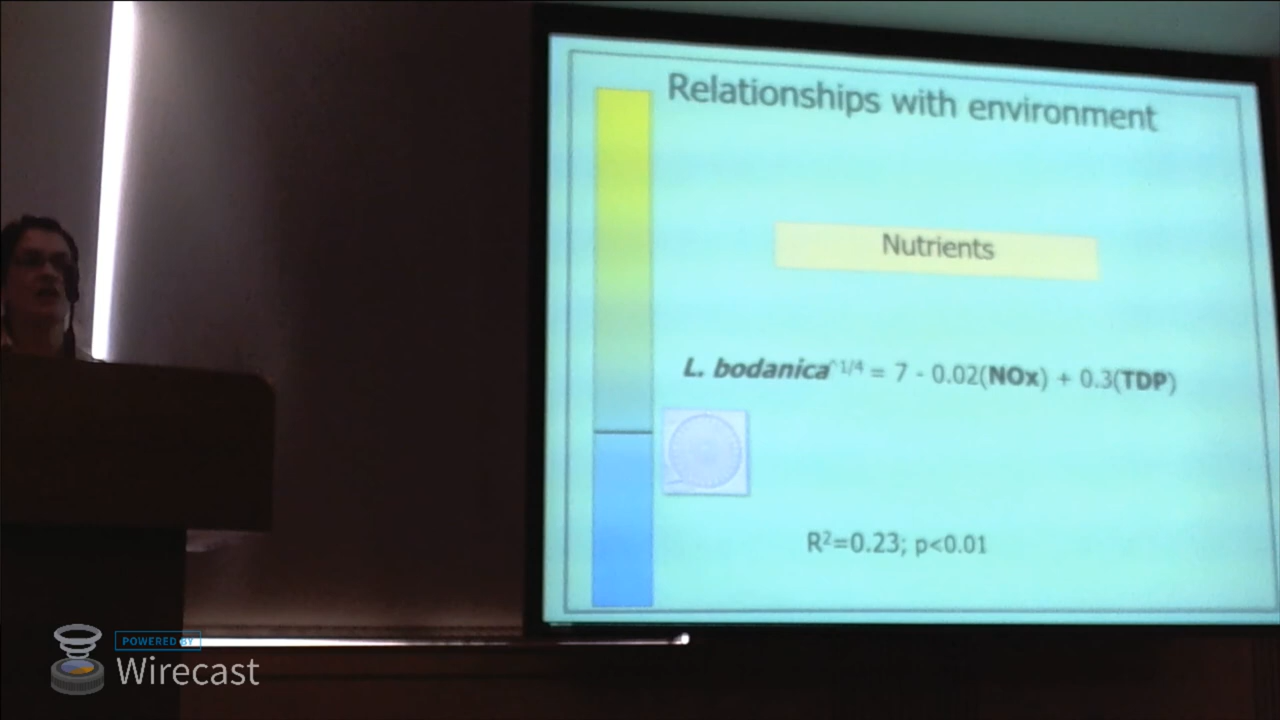 Relationships with environment
Nutrients
L. bodanica^1/4 = 7 - 0.02(NOx) + 0.3(TDP)
R²=0.23; p<0.01
POWERED BY
Wirecast